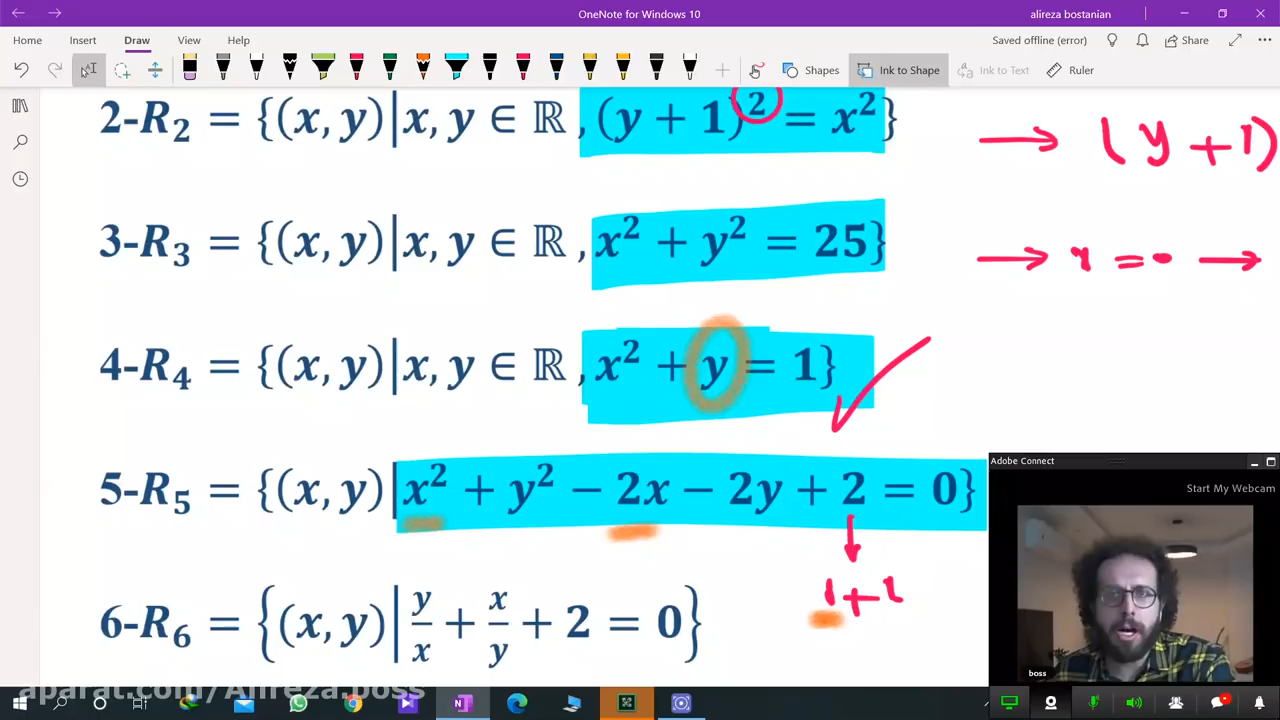 OneNote for Windows 10
alireza bostanian
Home Insert Draw View Help
Saved offline (error)
Share
Shapes
Ink to Shape
Ink to Text
Ruler
2-R₂ = {(x, y)|x, y ∈ ℝ , (y + 1)² = x²}
→ (y + 1)
3-R₃ = {(x, y)|x, y ∈ ℝ , x² + y² = 25}
→ x = 0 →
4-R₄ = {(x, y)|x, y ∈ ℝ , x² + y = 1}
5-R₅ = {(x, y)|x² + y² − 2x − 2y + 2 = 0}
↓
1+1
6-R₆ = {(x, y)|y/x + x/y + 2 = 0}
Adobe Connect
Start My Webcam
boss
aparat.com/Alireza.boss